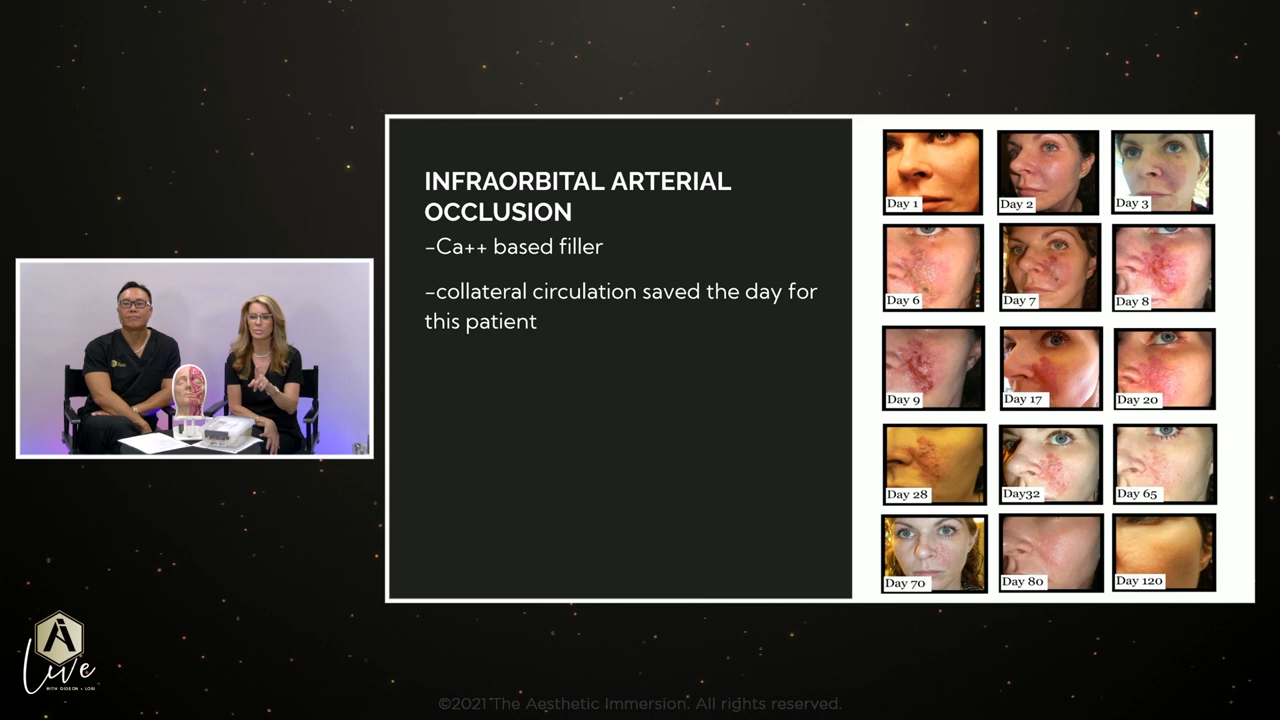 INFRAORBITAL ARTERIAL
OCCLUSION
-Ca++ based filler
-collateral circulation saved the day for
this patient
Day 1
Day 2
Day 3
Day 6
Day 7
Day 8
Day 9
Day 17
Day 20
Day 28
Day32
Day 65
Day 70
Day 80
Day 120
AI
Live
WITH GIDEON + LORI
©2021 The Aesthetic Immersion. All rights reserved.